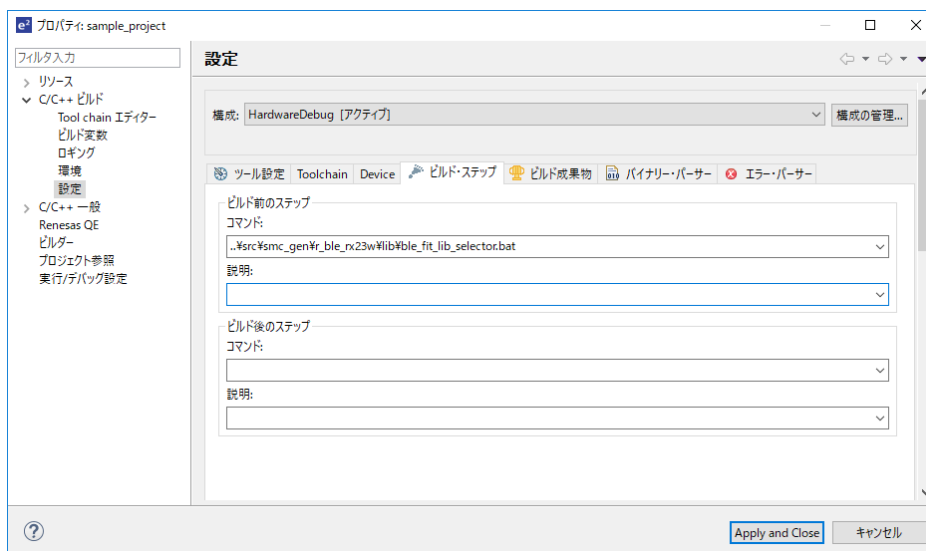 e² プロパティ: sample_project
フィルタ入力
リソース
C/C++ ビルド
Tool chain エディター
ビルド変数
ロギング
環境
設定
C/C++ 一般
Renesas QE
ビルダー
プロジェクト参照
実行/デバッグ設定
設定
構成: HardwareDebug [アクティブ] 構成の管理...
ツール設定 Toolchain Device ビルド・ステップ ビルド成果物 010 バイナリー・パーサー エラー・パーサー
ビルド前のステップ
コマンド:
..¥src¥smc_gen¥r_ble_rx23w¥lib¥ble_fit_lib_selector.bat
説明:
ビルド後のステップ
コマンド:
説明:
? Apply and Close キャンセル